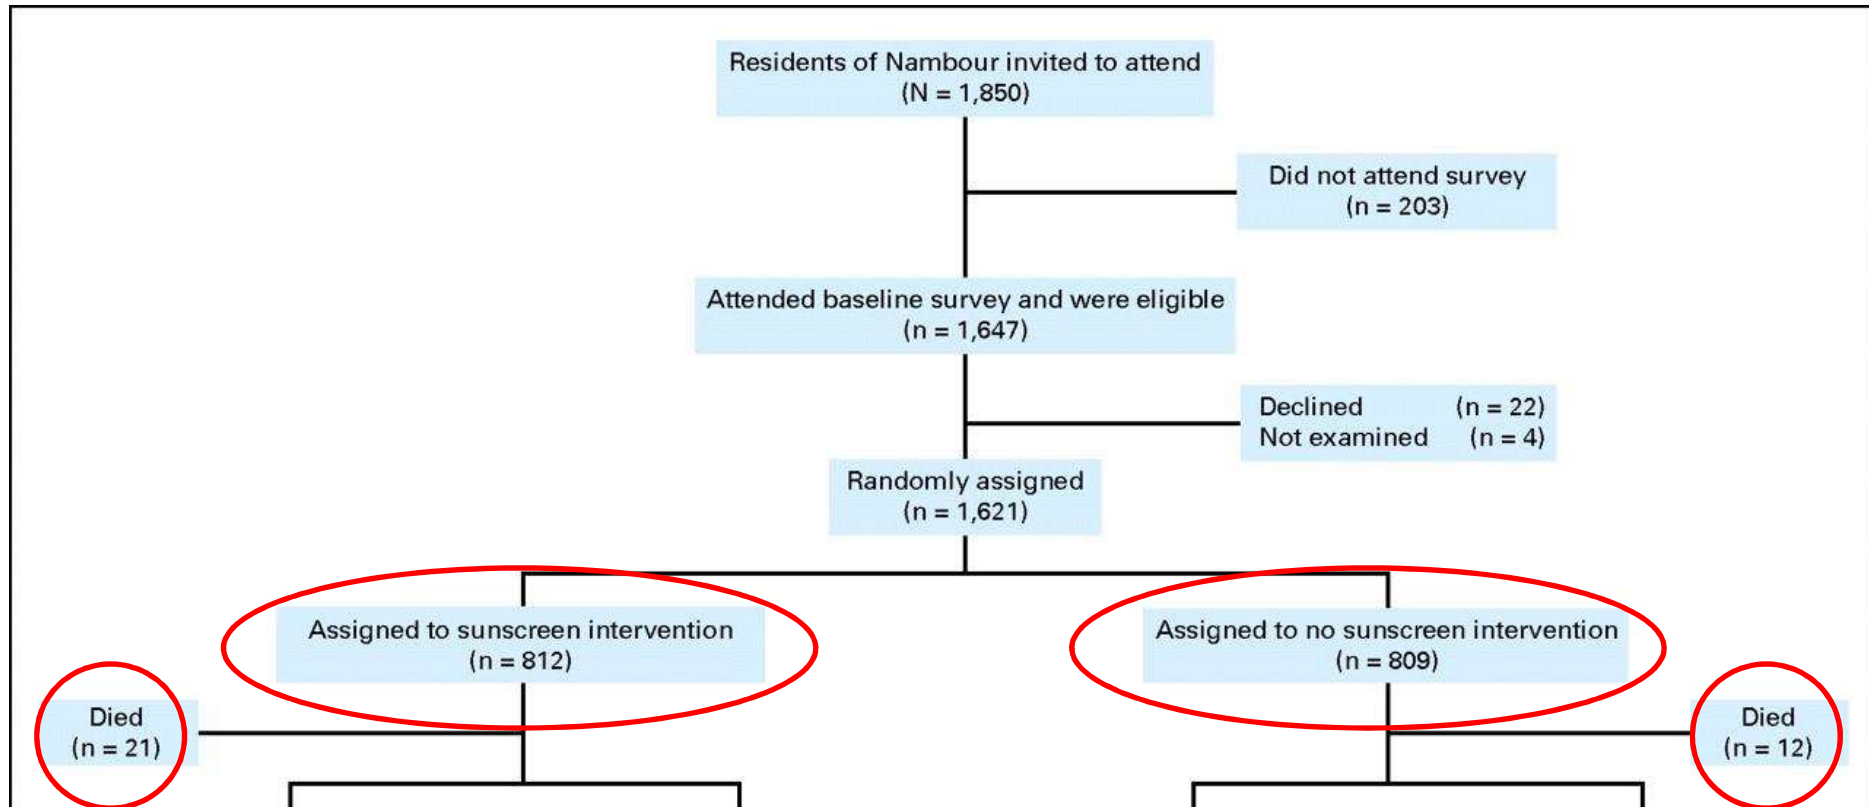 Residents of Nambour invited to attend
(N = 1,850)
Did not attend survey
(n = 203)
Attended baseline survey and were eligible
(n = 1,647)
Declined (n = 22)
Not examined (n = 4)
Randomly assigned
(n = 1,621)
Assigned to sunscreen intervention
(n = 812)
Assigned to no sunscreen intervention
(n = 809)
Died
(n = 21)
Died
(n = 12)